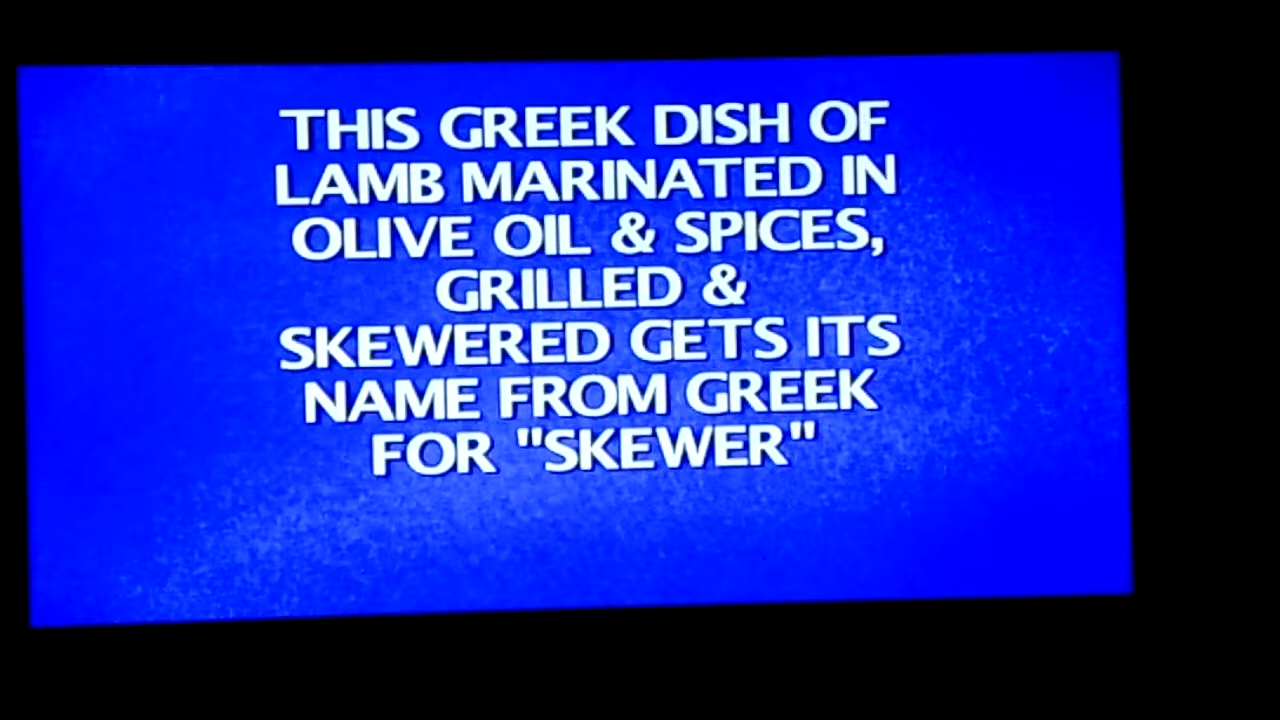 THIS GREEK DISH OF
LAMB MARINATED IN
OLIVE OIL & SPICES,
GRILLED &
SKEWERED GETS ITS
NAME FROM GREEK
FOR "SKEWER"